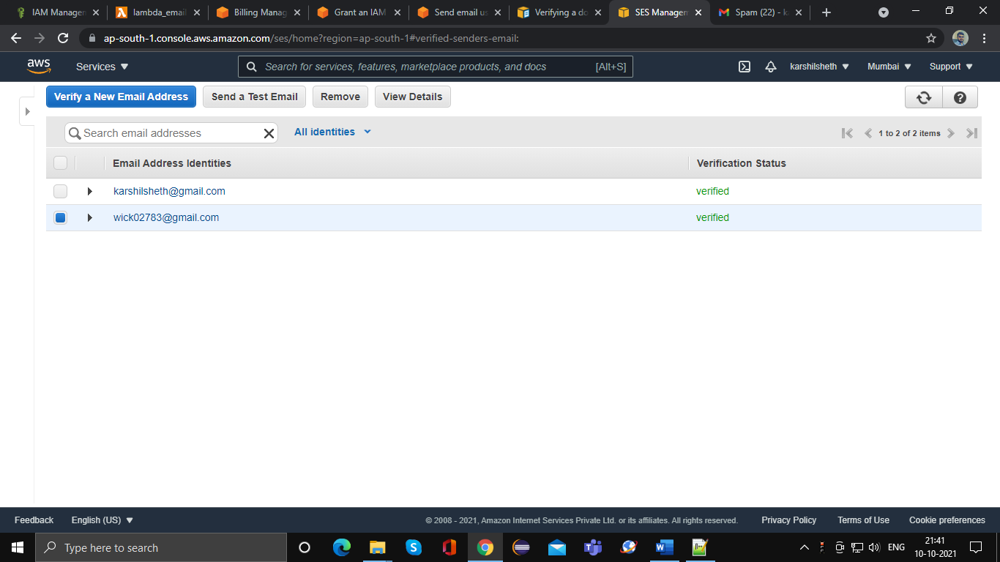 IAM Managen
lambda_email
Billing Manag
Grant an IAM
Send email us
Verifying a do
SES Managem
Spam (22) - k
ap-south-1.console.aws.amazon.com/ses/home?region=ap-south-1#verified-senders-email:
aws
Services
Search for services, features, marketplace products, and docs
[Alt+S]
karshilsheth
Mumbai
Support
Verify a New Email Address
Send a Test Email
Remove
View Details
Search email addresses
All identities
1 to 2 of 2 items
Email Address Identities
Verification Status
karshilsheth@gmail.com
verified
wick02783@gmail.com
verified
Feedback
English (US)
© 2008 - 2021, Amazon Internet Services Private Ltd. or its affiliates. All rights reserved.
Privacy Policy
Terms of Use
Cookie preferences
Type here to search
ENG
21:41
10-10-2021